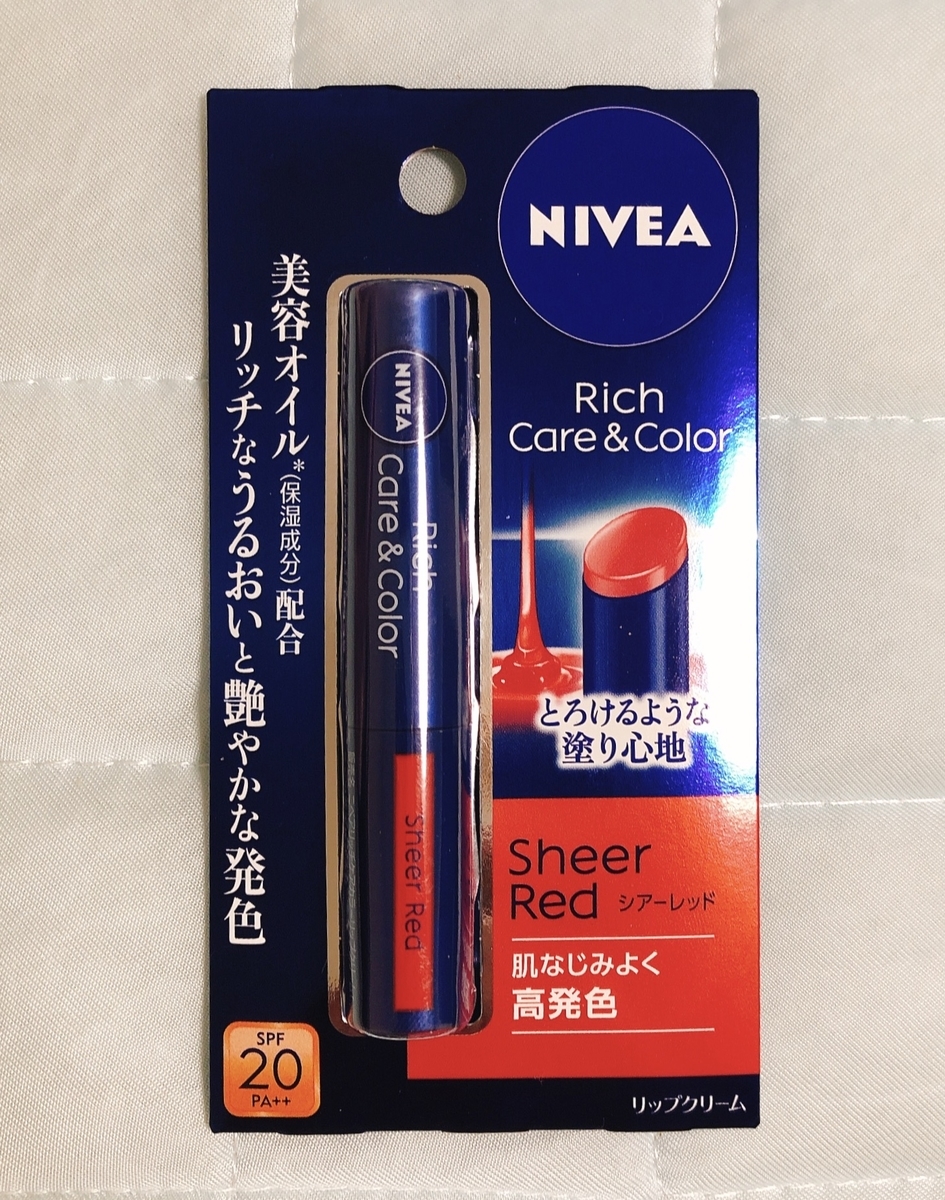 NIVEA
Rich
Care & Color
美容オイル*(保湿成分)配合
リッチなうるおいと艶やかな発色
NIVEA
Rich
Care & Color
Sheer Red
とろけるような
塗り心地
Sheer
Red シアーレッド
肌なじみよく
高発色
SPF
20
PA++
リップクリーム